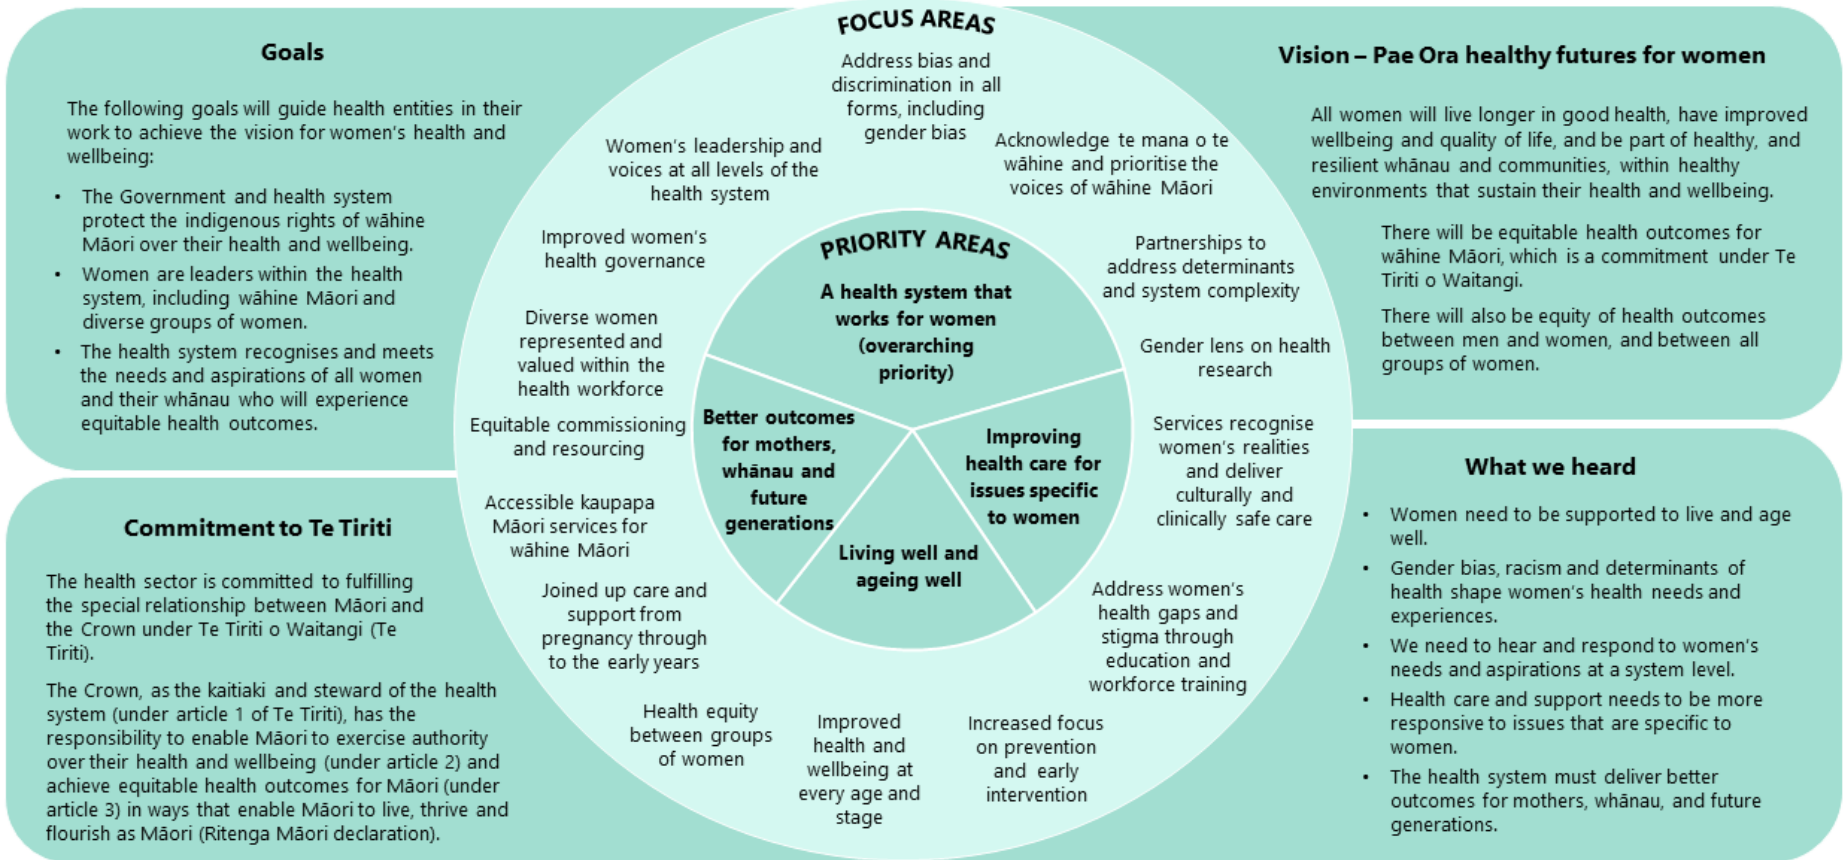 Goals
The following goals will guide health entities in their
work to achieve the vision for women's health and
wellbeing:
• The Government and health system
protect the indigenous rights of wāhine
Māori over their health and wellbeing.
• Women are leaders within the health
system, including wāhine Māori and
diverse groups of women.
• The health system recognises and meets
the needs and aspirations of all women
and their whānau who will experience
equitable health outcomes.
Commitment to Te Tiriti
The health sector is committed to fulfilling
the special relationship between Māori and
the Crown under Te Tiriti o Waitangi (Te
Tiriti).
The Crown, as the kaitiaki and steward of the health
system (under article 1 of Te Tiriti), has the
responsibility to enable Māori to exercise authority
over their health and wellbeing (under article 2) and
achieve equitable health outcomes for Māori (under
article 3) in ways that enable Māori to live, thrive and
flourish as Māori (Ritenga Māori declaration).
FOCUS AREAS
Address bias and
discrimination in all
forms, including
gender bias
Acknowledge te mana o te
wāhine and prioritise the
voices of wāhine Māori
Partnerships to
address determinants
and system complexity
Gender lens on health
research
Services recognise
women's realities
and deliver
culturally and
clinically safe care
Address women's
health gaps and
stigma through
education and
workforce training
Increased focus
on prevention
and early
intervention
Improved
health and
wellbeing at
every age and
stage
Health equity
between groups
of women
Joined up care and
support from
pregnancy through
to the early years
Accessible kaupapa
Māori services for
wāhine Māori
Equitable commissioning
and resourcing
Diverse women
represented and
valued within the
health workforce
Improved women's
health governance
Women's leadership and
voices at all levels of the
health system
PRIORITY AREAS
A health system that
works for women
(overarching
priority)
Improving
health care for
issues specific
to women
Living well and
ageing well
Better outcomes
for mothers,
whānau and
future
generations
Vision – Pae Ora healthy futures for women
All women will live longer in good health, have improved
wellbeing and quality of life, and be part of healthy, and
resilient whānau and communities, within healthy
environments that sustain their health and wellbeing.
There will be equitable health outcomes for
wāhine Māori, which is a commitment under Te
Tiriti o Waitangi.
There will also be equity of health outcomes
between men and women, and between all
groups of women.
What we heard
• Women need to be supported to live and age
well.
• Gender bias, racism and determinants of
health shape women's health needs and
experiences.
• We need to hear and respond to women's
needs and aspirations at a system level.
• Health care and support needs to be more
responsive to issues that are specific to
women.
• The health system must deliver better
outcomes for mothers, whānau, and future
generations.